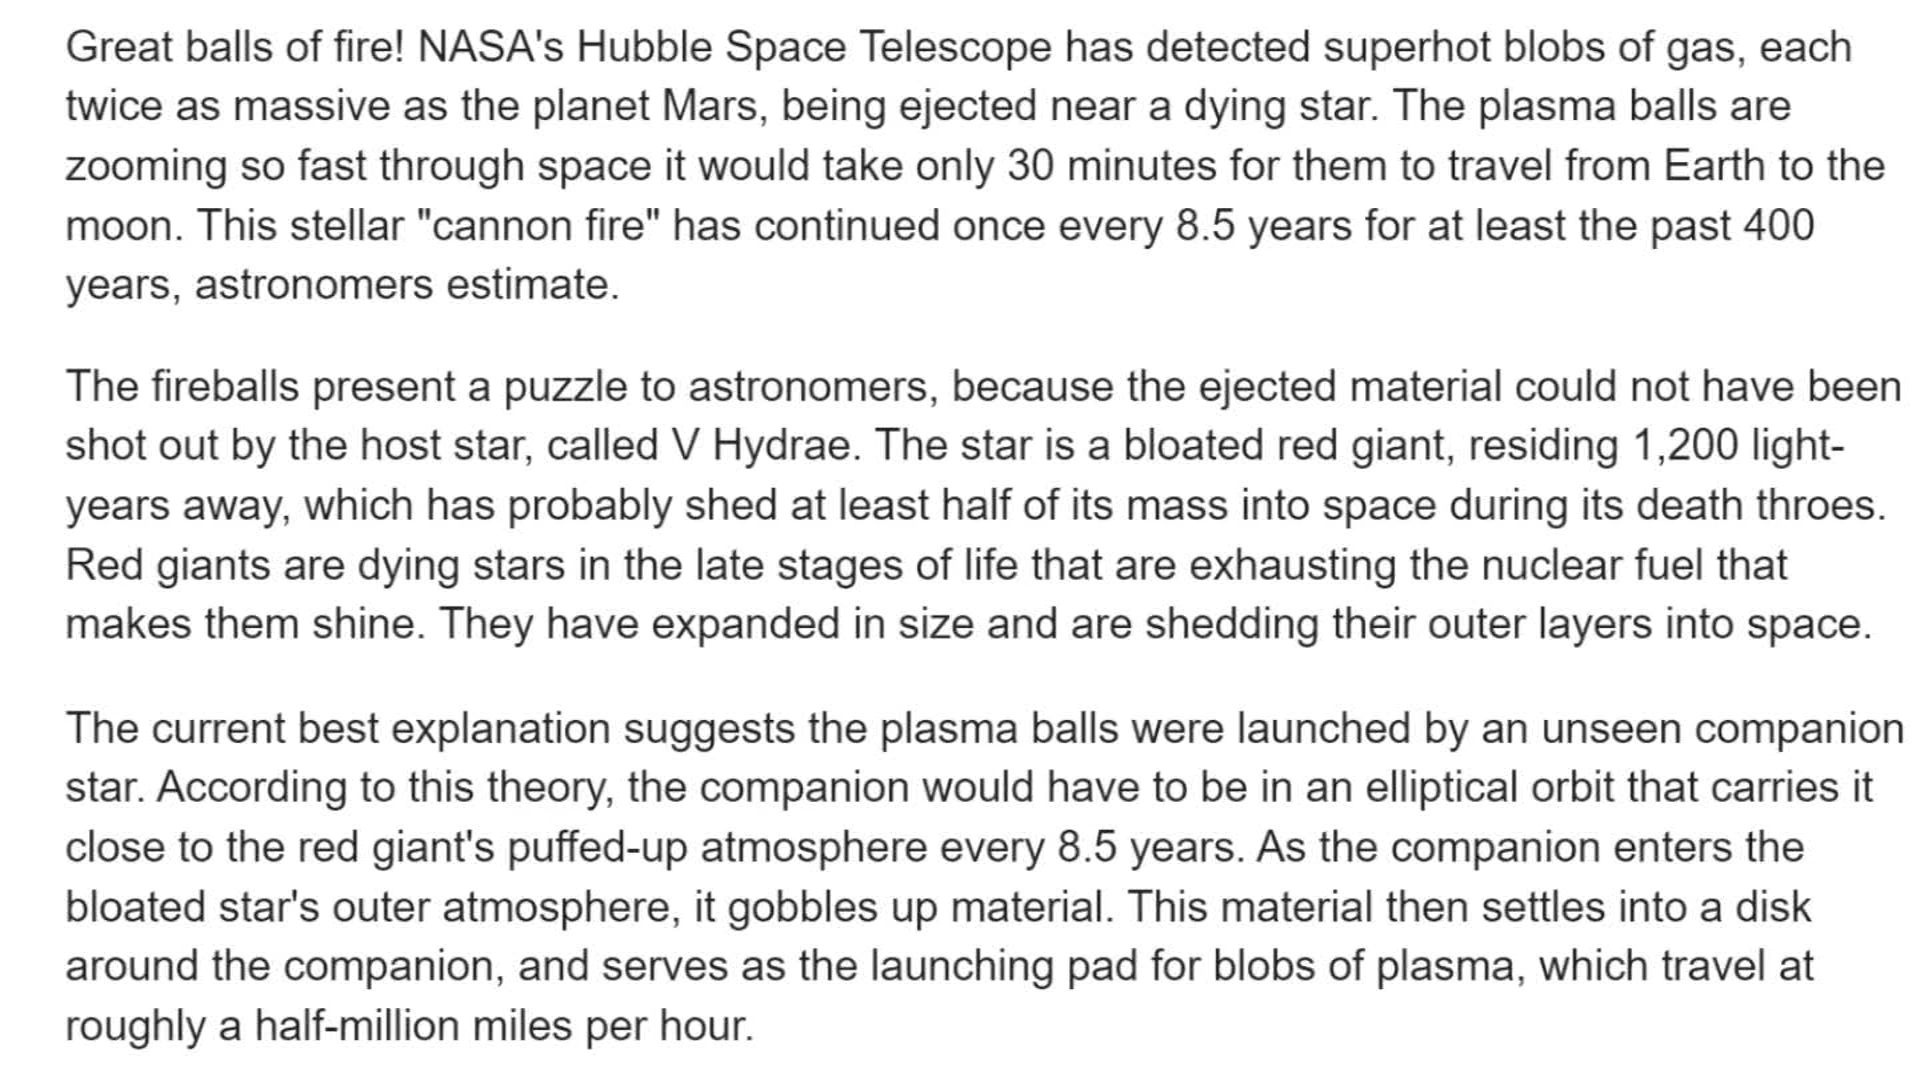 Great balls of fire! NASA's Hubble Space Telescope has detected superhot blobs of gas, each
twice as massive as the planet Mars, being ejected near a dying star. The plasma balls are
zooming so fast through space it would take only 30 minutes for them to travel from Earth to the
moon. This stellar "cannon fire" has continued once every 8.5 years for at least the past 400
years, astronomers estimate.
The fireballs present a puzzle to astronomers, because the ejected material could not have been
shot out by the host star, called V Hydrae. The star is a bloated red giant, residing 1,200 light-
years away, which has probably shed at least half of its mass into space during its death throes.
Red giants are dying stars in the late stages of life that are exhausting the nuclear fuel that
makes them shine. They have expanded in size and are shedding their outer layers into space.
The current best explanation suggests the plasma balls were launched by an unseen companion
star. According to this theory, the companion would have to be in an elliptical orbit that carries it
close to the red giant's puffed-up atmosphere every 8.5 years. As the companion enters the
bloated star's outer atmosphere, it gobbles up material. This material then settles into a disk
around the companion, and serves as the launching pad for blobs of plasma, which travel at
roughly a half-million miles per hour.